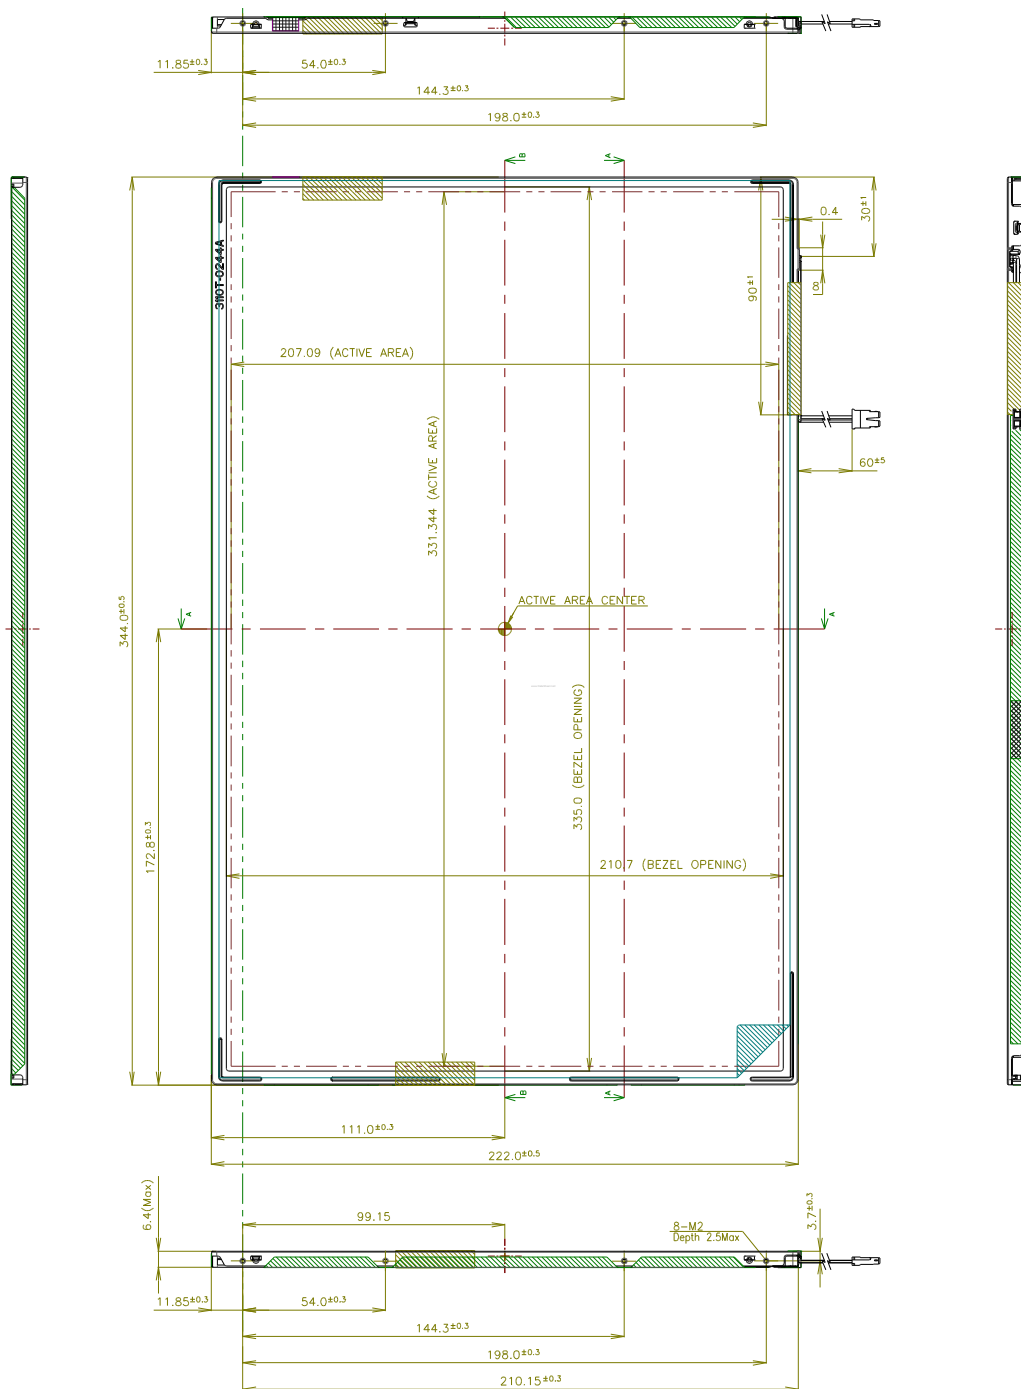 11.85±0.3
54.0±0.3
144.3±0.3
198.0±0.3
B
A
0.4
30±1
8
90±1
3110T-0244A
207.09 (ACTIVE AREA)
331.344 (ACTIVE AREA)
60±5
ACTIVE AREA CENTER
A
A
344.0±0.5
172.8±0.3
335.0 (BEZEL OPENING)
210.7 (BEZEL OPENING)
B
A
111.0±0.3
222.0±0.5
6.4(Max)
99.15
8-M2
Depth 2.5Max
3.7±0.3
11.85±0.3
54.0±0.3
144.3±0.3
198.0±0.3
210.15±0.3